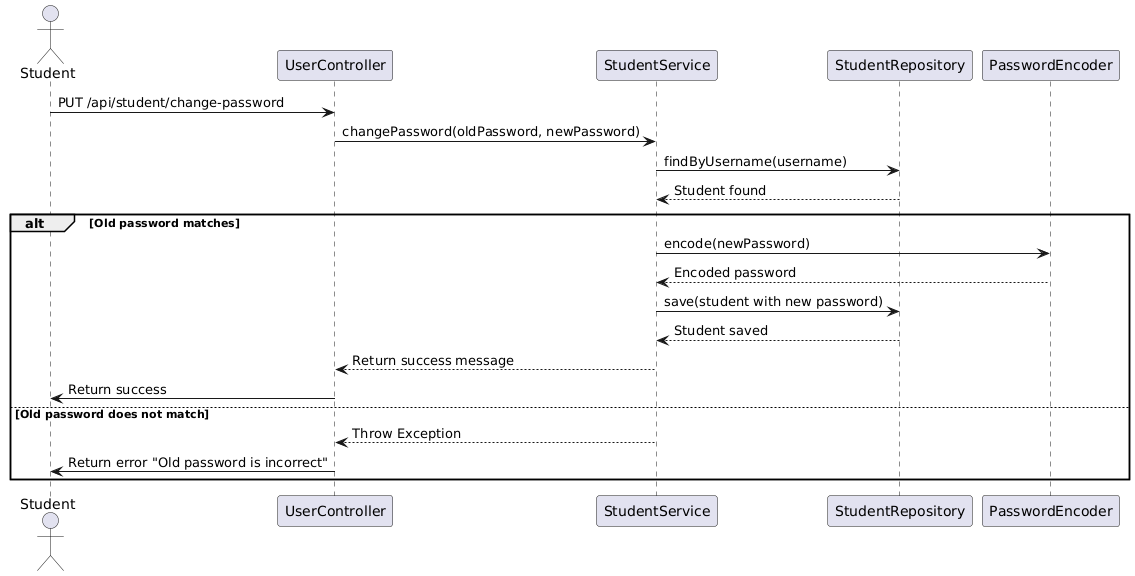 Student
UserController
StudentService
StudentRepository
PasswordEncoder
PUT /api/student/change-password
changePassword(oldPassword, newPassword)
findByUsername(username)
Student found
alt
[Old password matches]
encode(newPassword)
Encoded password
save(student with new password)
Student saved
Return success message
Return success
[Old password does not match]
Throw Exception
Return error "Old password is incorrect"
Student
UserController
StudentService
StudentRepository
PasswordEncoder